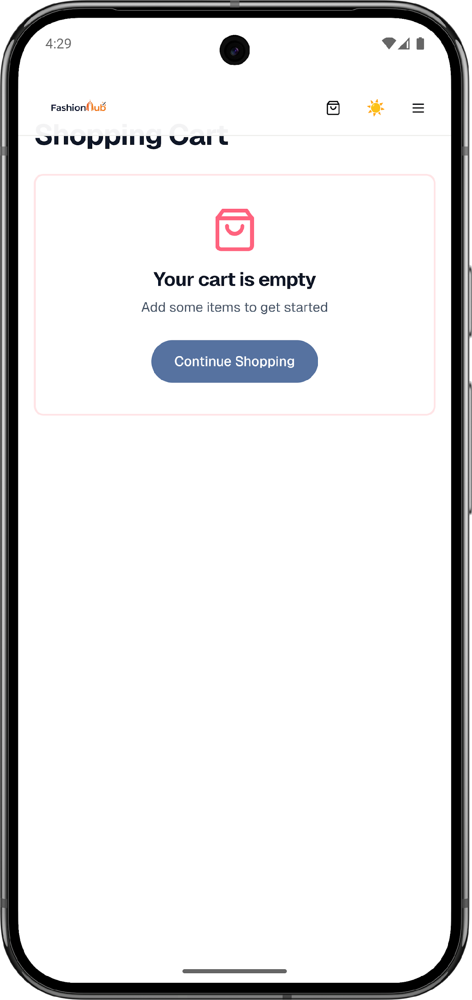 4:29
FashionHub
Shopping Cart
Your cart is empty
Add some items to get started
Continue Shopping